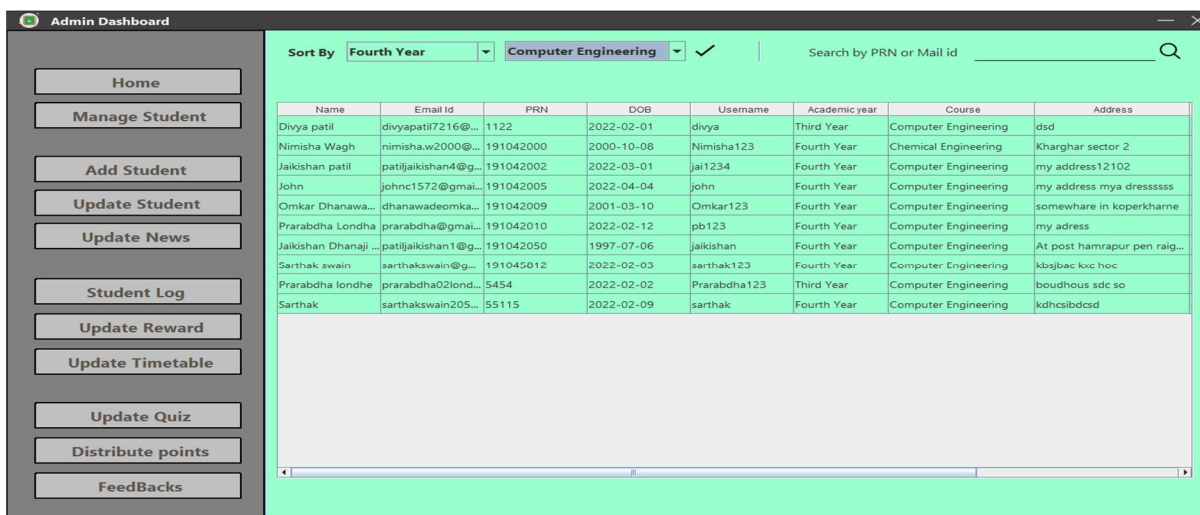 Admin Dashboard
Home
Manage Student
Add Student
Update Student
Update News
Student Log
Update Reward
Update Timetable
Update Quiz
Distribute points
FeedBacks
Sort By Fourth Year Computer Engineering Search by PRN or Mail id
Name Email Id PRN DOB Username Academic year Course Address
Divya patil divyapatil7216@... 1122 2022-02-01 divya Third Year Computer Engineering dsd
Nimisha Wagh nimisha.w2000@... 191042000 2000-10-08 Nimisha123 Fourth Year Chemical Engineering Kharghar sector 2
Jaikishan patil patiljaikishan4@g... 191042002 2022-03-01 jai1234 Fourth Year Computer Engineering my address12102
John johnc1572@gmai... 191042005 2022-04-04 john Fourth Year Computer Engineering my address mya dressssss
Omkar Dhanawa... dhanawadeomka... 191042009 2001-03-10 Omkar123 Fourth Year Computer Engineering somewhare in koperkharne
Prarabdha Londha prarabdha@gmai... 191042010 2022-02-12 pb123 Fourth Year Computer Engineering my adress
Jaikishan Dhanaji ... patiljaikishan1@g... 191042050 1997-07-06 jaikishan Fourth Year Computer Engineering At post hamrapur pen raig...
Sarthak swain sarthakswain@g... 191045612 2022-02-03 sarthak123 Fourth Year Computer Engineering kbsjbac kxc hoc
Prarabdha londhe prarabdha02lond... 5454 2022-02-02 Prarabdha123 Third Year Computer Engineering boudhous sdc so
Sarthak sarthakswain205... 55115 2022-02-09 sarthak Fourth Year Computer Engineering kdhcsibdcsd